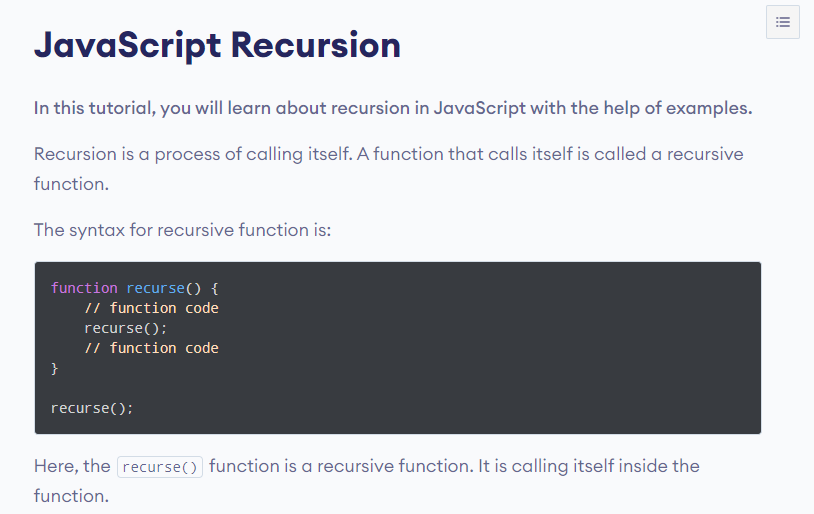 JavaScript Recursion
In this tutorial, you will learn about recursion in JavaScript with the help of examples.
Recursion is a process of calling itself. A function that calls itself is called a recursive
function.
The syntax for recursive function is:
function recurse() {
    // function code
    recurse();
    // function code
}
recurse();
Here, the recurse() function is a recursive function. It is calling itself inside the
function.